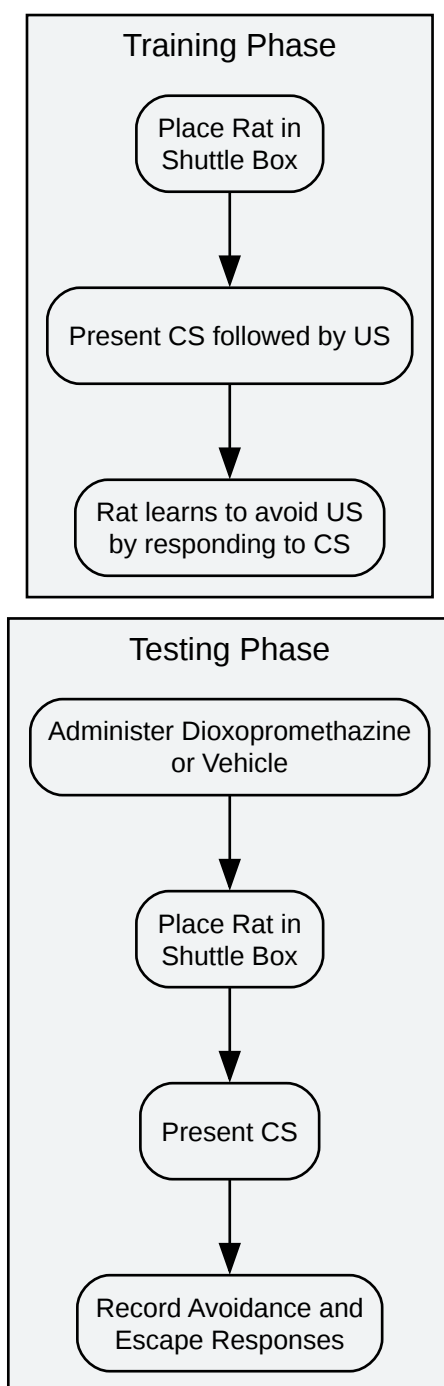 Training Phase
Place Rat in
Shuttle Box
Present CS followed by US
Rat learns to avoid US
by responding to CS
Testing Phase
Administer Dioxopromethazine
or Vehicle
Place Rat in
Shuttle Box
Present CS
Record Avoidance and
Escape Responses